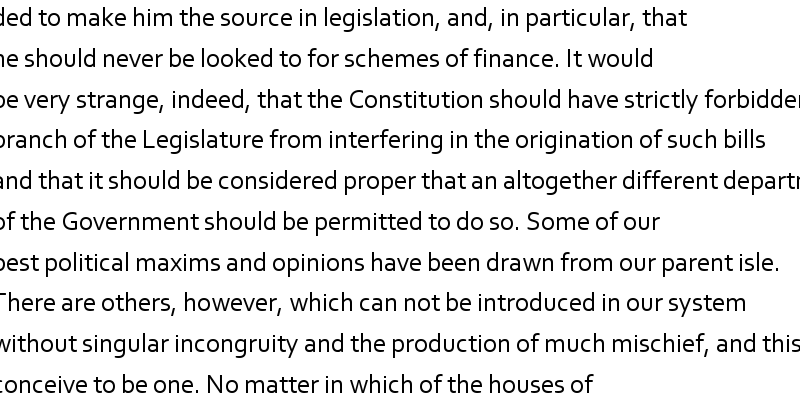 ded to make him the source in legislation, and, in particular, that
he should never be looked to for schemes of finance. It would
be very strange, indeed, that the Constitution should have strictly forbidden
branch of the Legislature from interfering in the origination of such bills
and that it should be considered proper that an altogether different
of the Government should be permitted to do so. Some of our
best political maxims and opinions have been drawn from our parent isle.
There are others, however, which can not be introduced in our system
without singular incongruity and the production of much mischief, and this
conceive to be one. No matter in which of the houses of